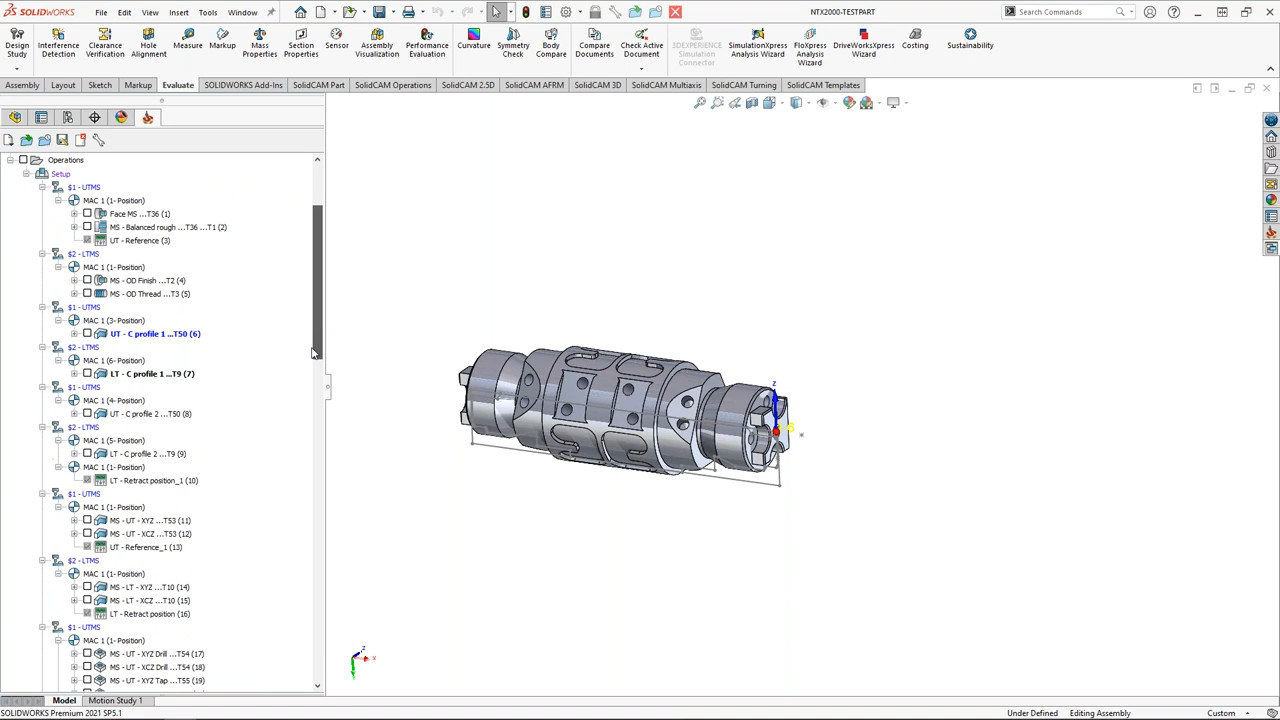 SOLIDWORKS File Edit View Insert Tools Window NTX2000-TESTPART Search Commands
Design Study Interference Detection Clearance Verification Hole Alignment Measure Markup Mass Properties Section Properties Sensor Assembly Visualization Performance Evaluation Curvature Symmetry Check Body Compare Compare Documents Check Active Document 3DEXPERIENCE Simulation Connector SimulationXpress Analysis Wizard FloXpress Analysis Wizard DriveWorksXpress Wizard Costing Sustainability
Assembly Layout Sketch Markup Evaluate SOLIDWORKS Add-Ins SolidCAM Part SolidCAM Operations SolidCAM 2.5D SolidCAM AFRM SolidCAM 3D SolidCAM Multiaxis SolidCAM Turning SolidCAM Templates
Operations
Setup
$1 - UTMS
MAC 1 (1- Position)
Face MS ...T36 (1)
MS - Balanced rough ...T36 ...T1 (2)
UT - Reference (3)
$2 - LTMS
MAC 1 (1- Position)
MS - OD Finish ...T2 (4)
MS - OD Thread ...T3 (5)
$1 - UTMS
MAC 1 (3- Position)
UT - C profile 1 ...T50 (6)
$2 - LTMS
MAC 1 (6- Position)
LT - C profile 1 ...T9 (7)
$1 - UTMS
MAC 1 (4- Position)
UT - C profile 2 ...T50 (8)
$2 - LTMS
MAC 1 (5- Position)
LT - C profile 2 ...T9 (9)
MAC 1 (1- Position)
LT - Retract position_1 (10)
$1 - UTMS
MAC 1 (1- Position)
MS - UT - XYZ ...T53 (11)
MS - UT - XCZ ...T53 (12)
UT - Reference_1 (13)
$2 - LTMS
MAC 1 (1- Position)
MS - LT - XYZ ...T10 (14)
MS - LT - XCZ ...T10 (15)
LT - Retract position (16)
$1 - UTMS
MAC 1 (1- Position)
MS - UT - XYZ Drill ...T54 (17)
MS - UT - XCZ Drill ...T54 (18)
MS - UT - XYZ Tap ...T55 (19)
z
z
x
Model Motion Study 1
SOLIDWORKS Premium 2021 SP5.1 Under Defined Editing Assembly Custom